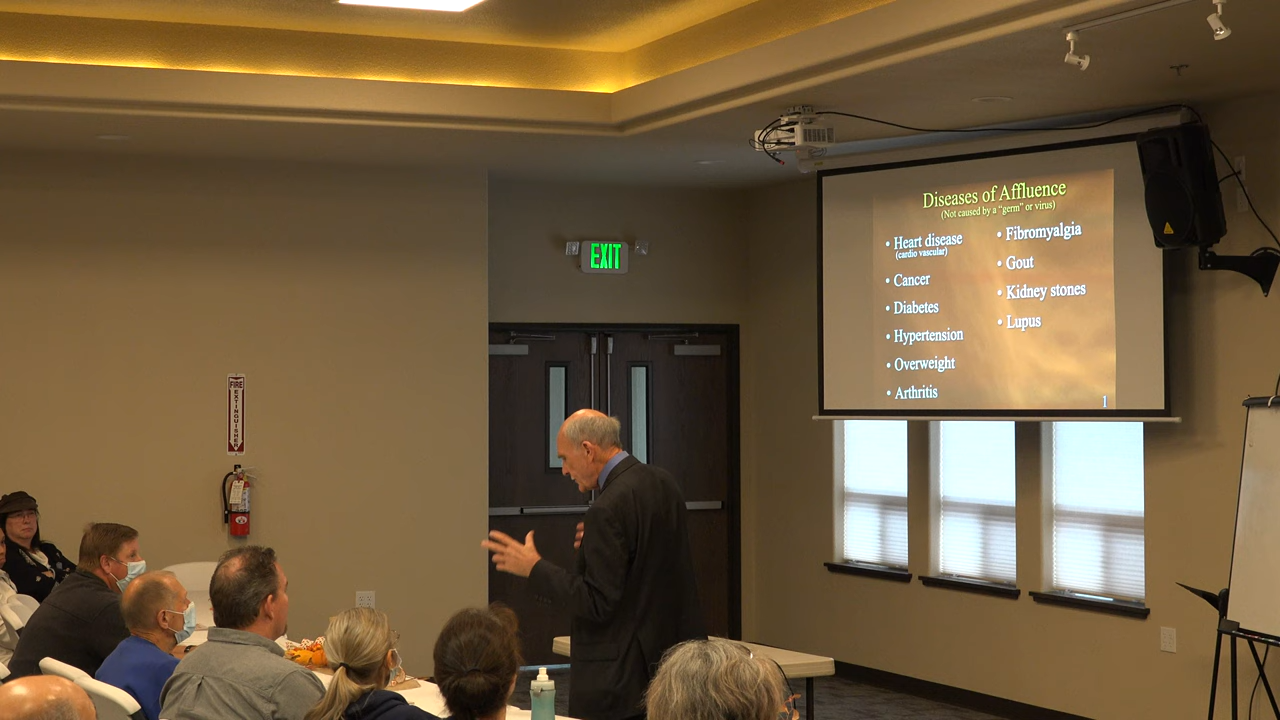 EXIT
FIRE
EXTINGUISHER
Diseases of Affluence
(Not caused by a "germ" or virus)
• Heart disease
(cardio vascular)
• Cancer
• Diabetes
• Hypertension
• Overweight
• Arthritis
• Fibromyalgia
• Gout
• Kidney stones
• Lupus
1